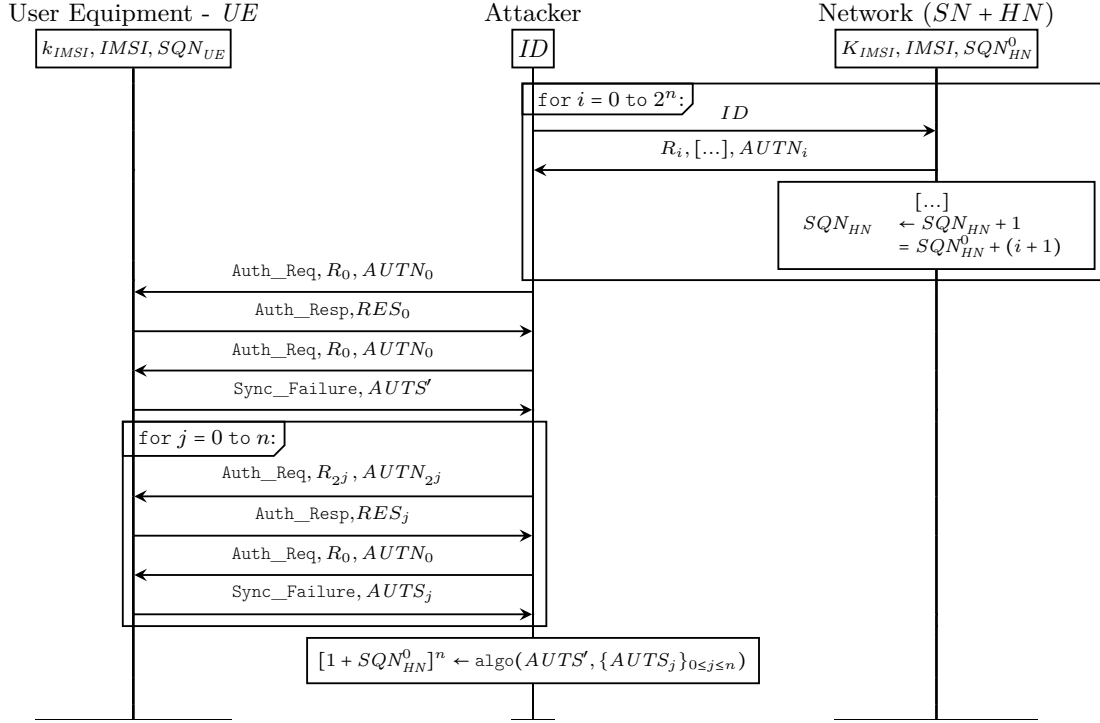 User Equipment - UE Attacker Network (SN + HN)
k_IMSI, IMSI, SQN_UE ID K_IMSI, IMSI, SQN^0_HN
for i = 0 to 2^n:
ID
R_i, [...], AUTN_i
[...]
SQN_HN ← SQN_HN + 1
= SQN^0_HN + (i + 1)
Auth_Req, R_0, AUTN_0
Auth_Resp,RES_0
Auth_Req, R_0, AUTN_0
Sync_Failure, AUTS′
for j = 0 to n:
Auth_Req, R_2^j, AUTN_2^j
Auth_Resp,RES_j
Auth_Req, R_0, AUTN_0
Sync_Failure, AUTS_j
[1 + SQN^0_HN]^n ← algo(AUTS′, {AUTS_j}_0≤j≤n)